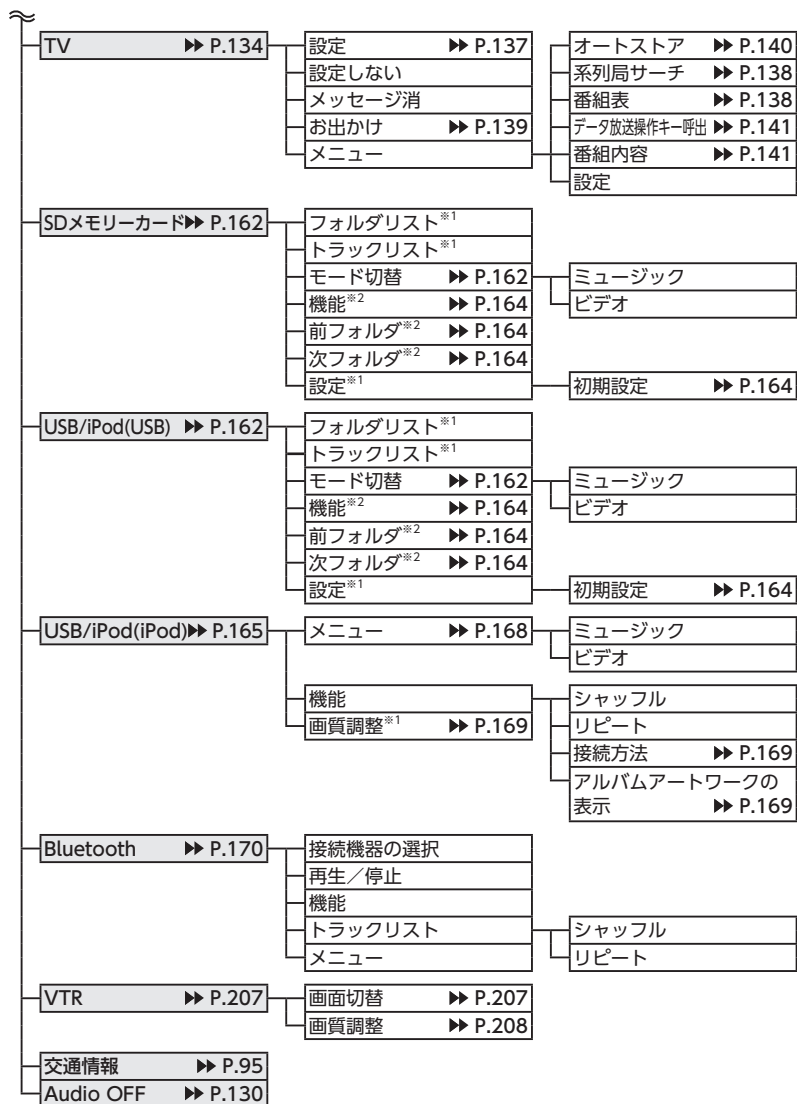 TV ▶▶ P.134
設定 ▶▶ P.137
設定しない
メッセージ消
お出かけ ▶▶ P.139
メニュー
オートストア ▶▶ P.140
系列局サーチ ▶▶ P.138
番組表 ▶▶ P.138
データ放送操作キー呼出 ▶▶ P.141
番組内容 ▶▶ P.141
設定
SDメモリーカード▶▶ P.162
フォルダリスト※1
トラックリスト※1
モード切替 ▶▶ P.162
機能※2 ▶▶ P.164
前フォルダ※2 ▶▶ P.164
次フォルダ※2 ▶▶ P.164
設定※1
ミュージック
ビデオ
初期設定 ▶▶ P.164
USB/iPod(USB) ▶▶ P.162
フォルダリスト※1
トラックリスト※1
モード切替 ▶▶ P.162
機能※2 ▶▶ P.164
前フォルダ※2 ▶▶ P.164
次フォルダ※2 ▶▶ P.164
設定※1
ミュージック
ビデオ
初期設定 ▶▶ P.164
USB/iPod(iPod)▶▶ P.165
メニュー ▶▶ P.168
ミュージック
ビデオ
機能
画質調整※1 ▶▶ P.169
シャッフル
リピート
接続方法 ▶▶ P.169
アルバムアートワークの
表示 ▶▶ P.169
Bluetooth ▶▶ P.170
接続機器の選択
再生／停止
機能
トラックリスト
メニュー
シャッフル
リピート
VTR ▶▶ P.207
画面切替 ▶▶ P.207
画質調整 ▶▶ P.208
交通情報 ▶▶ P.95
Audio OFF ▶▶ P.130